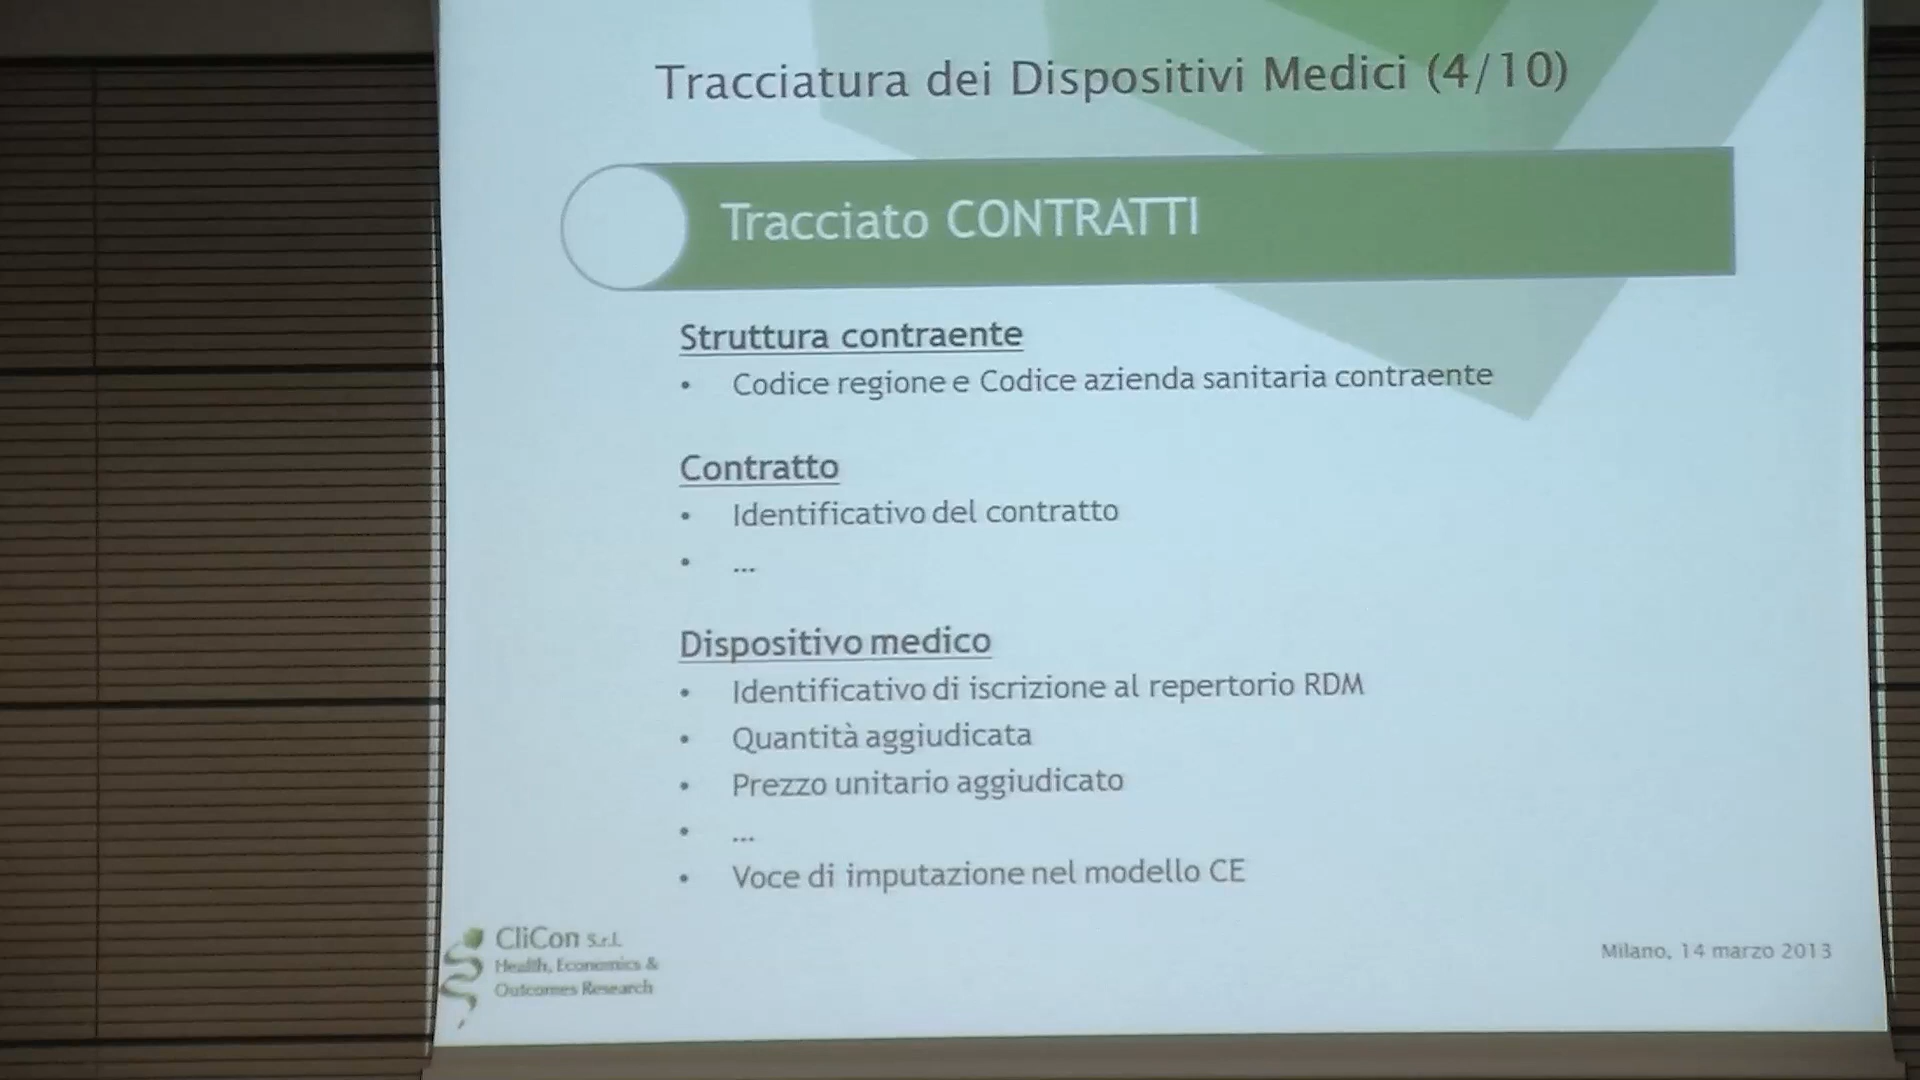 Tracciatura dei Dispositivi Medici (4/10)
Tracciato CONTRATTI
Struttura contraente
• Codice regione e Codice azienda sanitaria contraente
Contratto
• Identificativo del contratto
• ...
Dispositivo medico
• Identificativo di iscrizione al repertorio RDM
• Quantità aggiudicata
• Prezzo unitario aggiudicato
• ...
• Voce di imputazione nel modello CE
CliCon S.r.l.
Health, Economics &
Outcomes Research
Milano, 14 marzo 2013